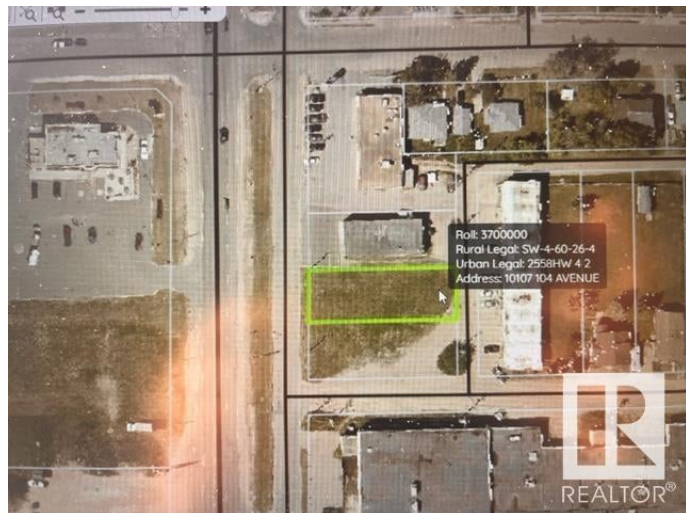 Roll: 3700000
Rural Legal: SW-4-60-26-4
Urban Legal: 2558HW 4 2
Address: 10107 104 AVENUE
R
REALTOR®